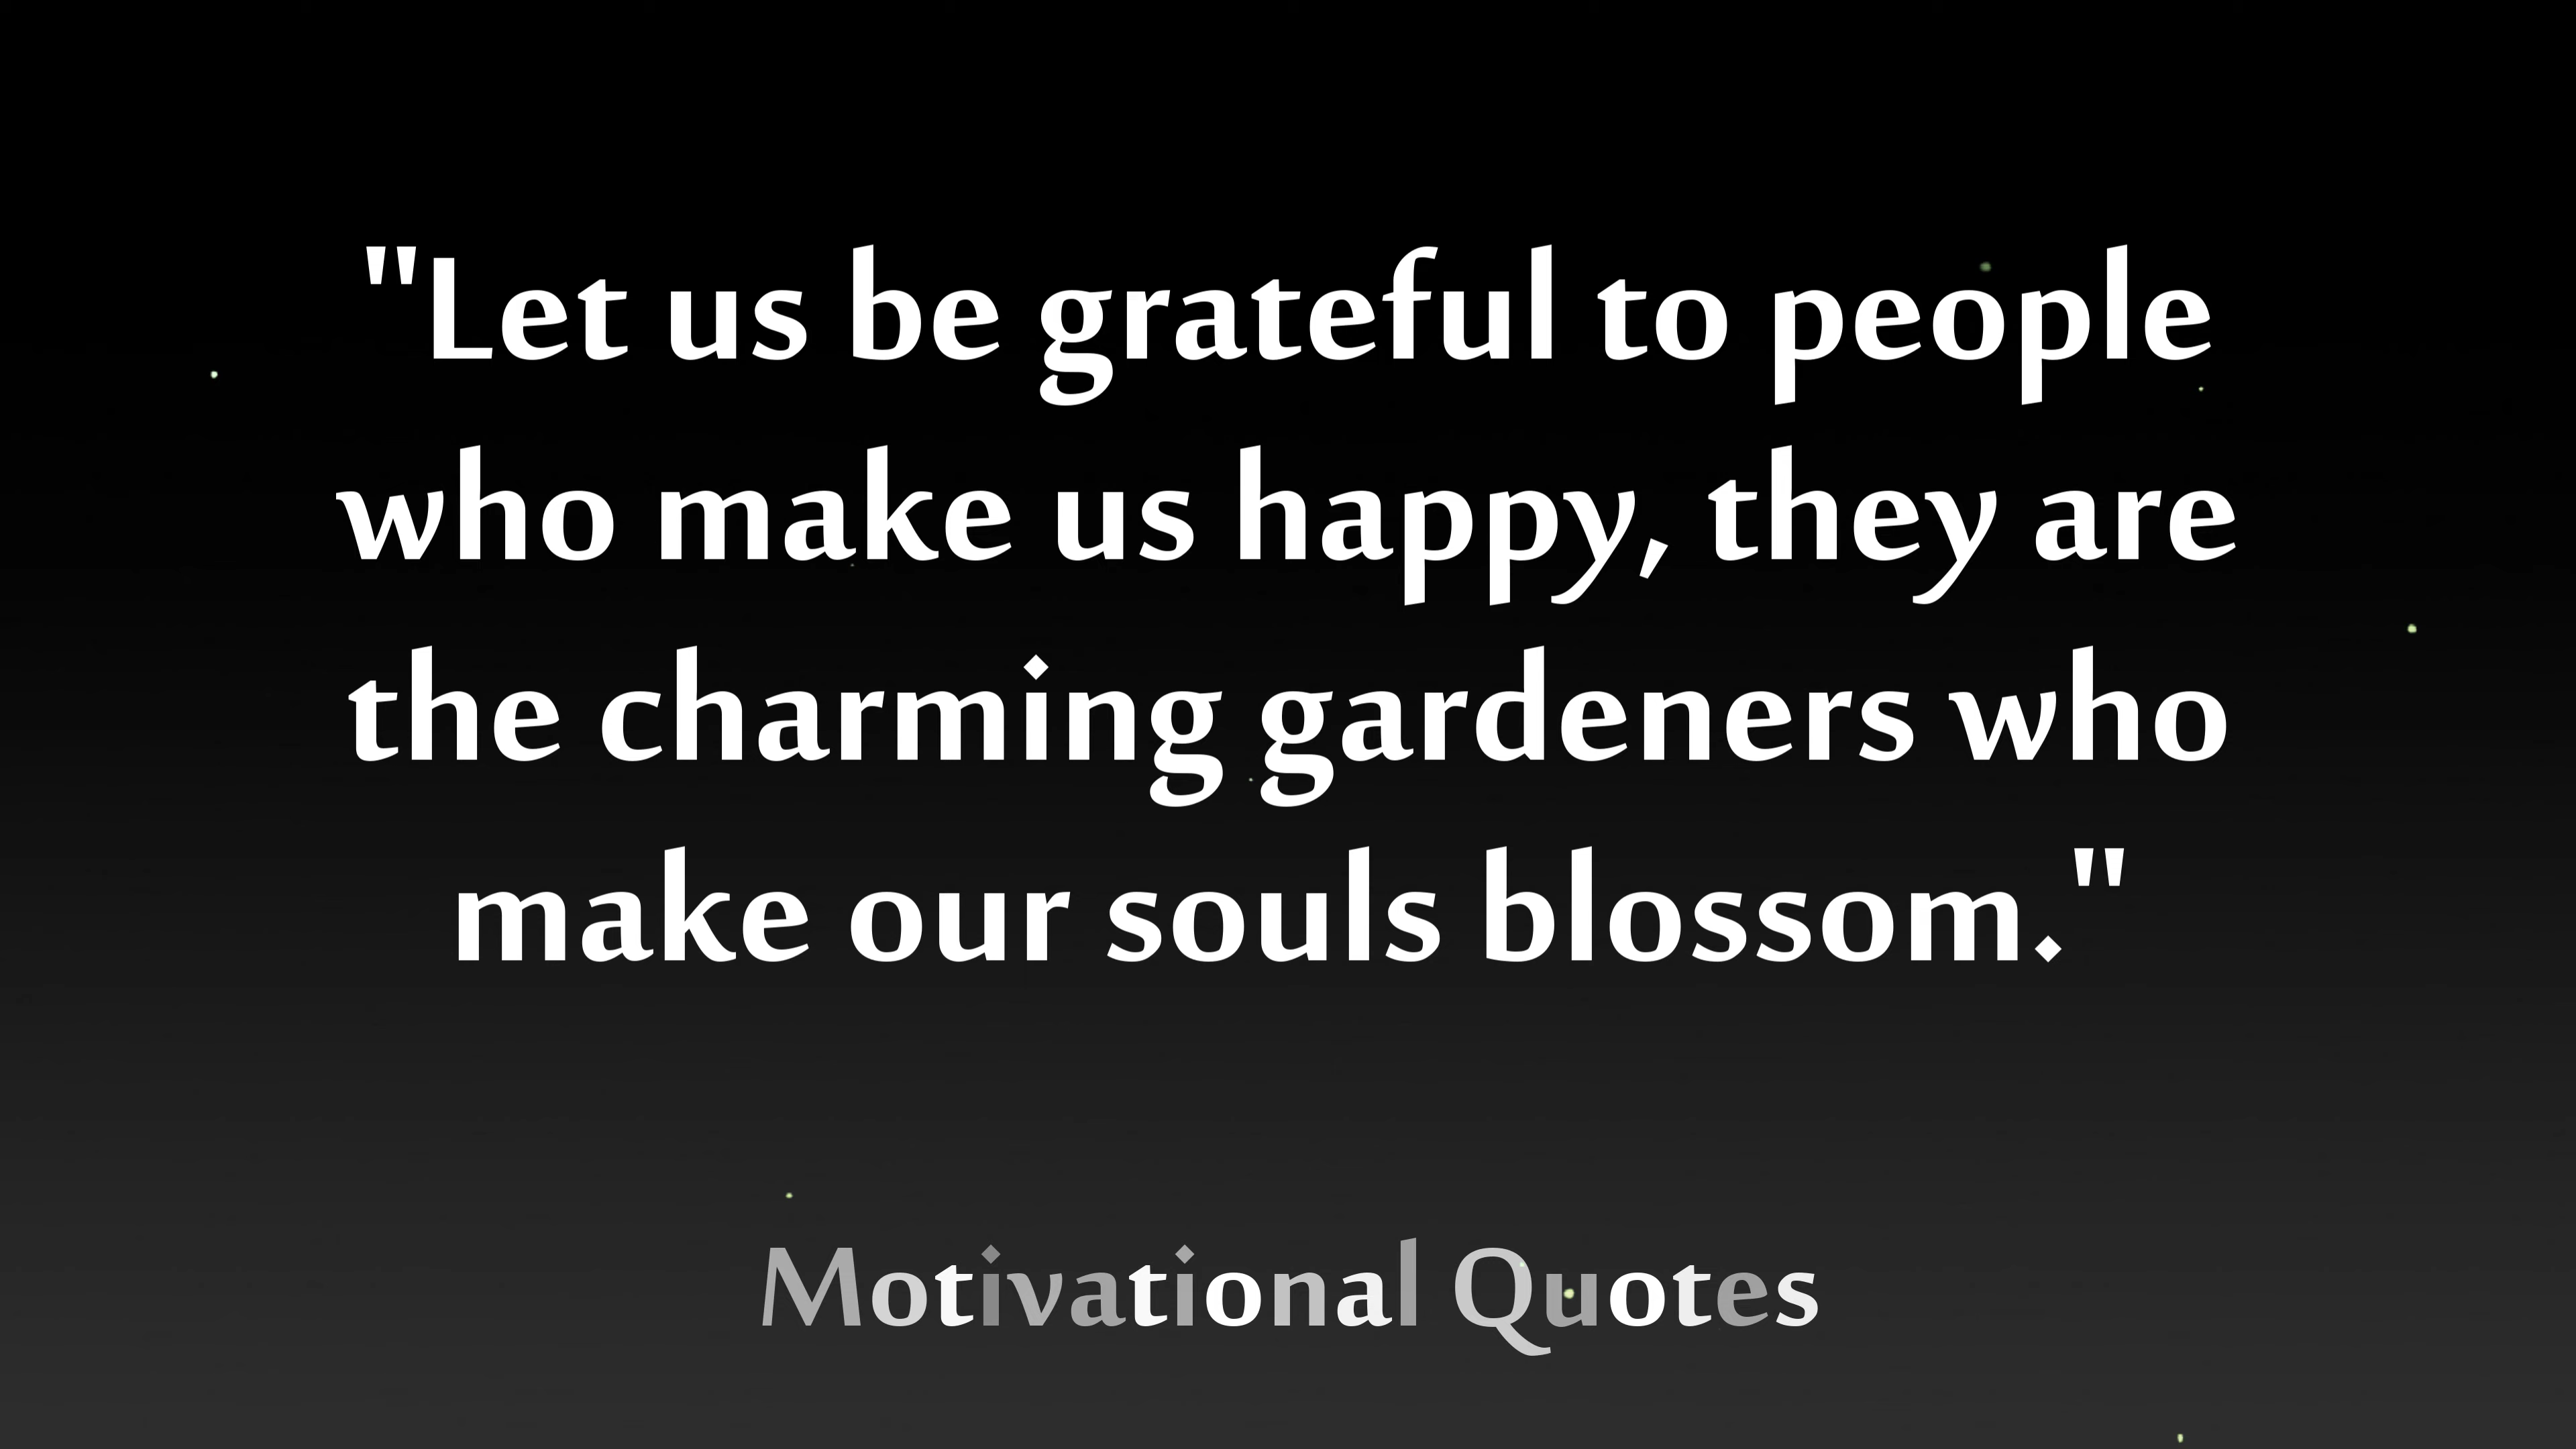 "Let us be grateful to people
who make us happy, they are
the charming gardeners who
make our souls blossom."
Motivational Quotes